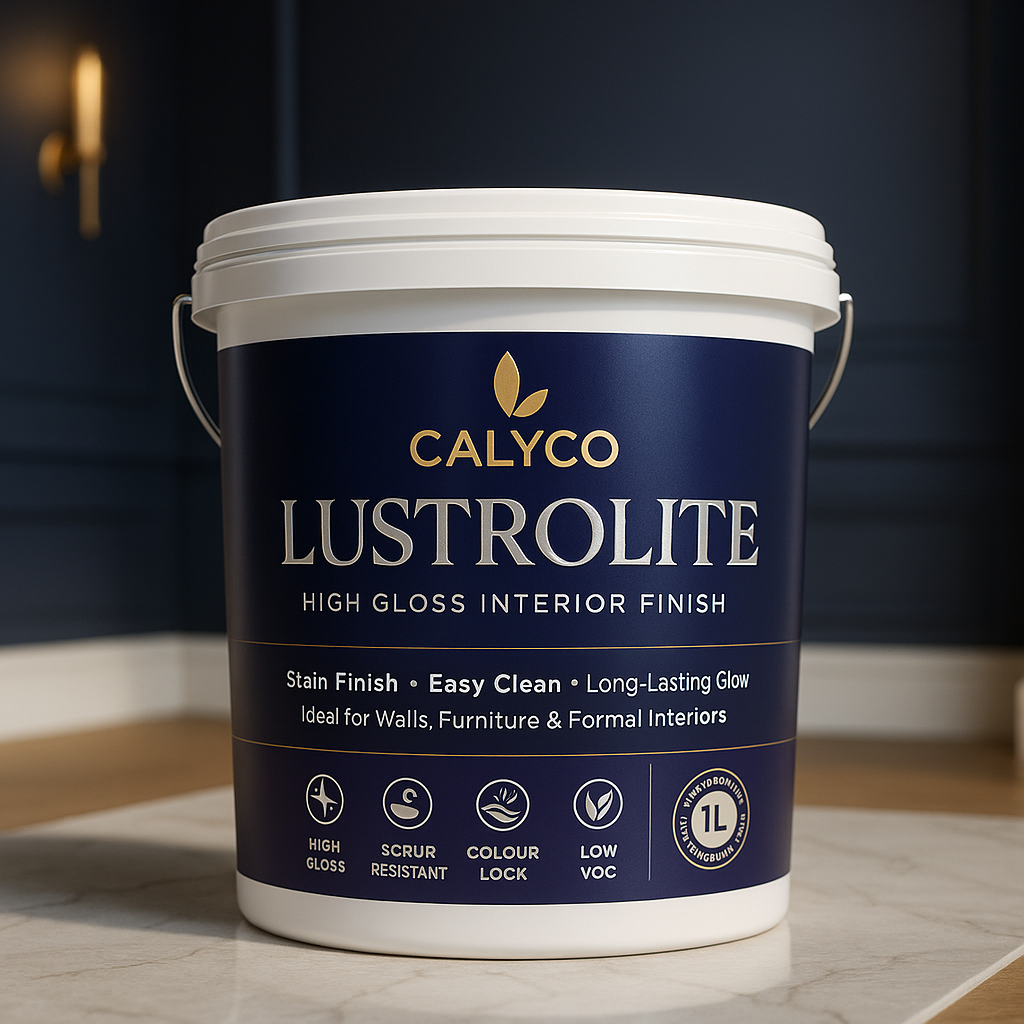 CALYCO
LUSTROLITE
HIGH GLOSS INTERIOR FINISH
Stain Finish • Easy Clean • Long-Lasting Glow
Ideal for Walls, Furniture & Formal Interiors
HIGH
GLOSS
SCRUR
RESISTANT
COLOUR
LOCK
LOW
VOC
1L